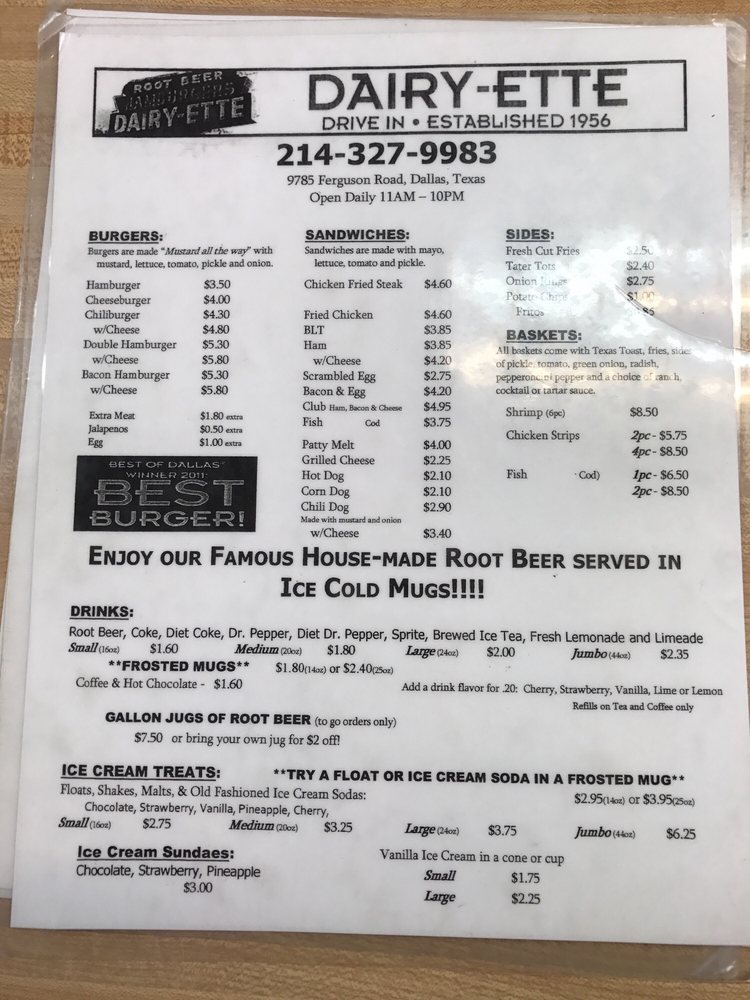 ROOT BEER
HAMBURGERS
DAIRY-ETTE
DAIRY-ETTE
DRIVE IN • ESTABLISHED 1956
214-327-9983
9785 Ferguson Road, Dallas, Texas
Open Daily 11AM – 10PM
BURGERS:
Burgers are made "Mustard all the way" with
mustard, lettuce, tomato, pickle and onion.
Hamburger $3.50
Cheeseburger $4.00
Chiliburger $4.30
w/Cheese $4.80
Double Hamburger $5.30
w/Cheese $5.80
Bacon Hamburger $5.30
w/Cheese $5.80
Extra Meat $1.80 extra
Jalapenos $0.50 extra
Egg $1.00 extra
BEST OF DALLAS
WINNER 2011:
BEST
BURGER!
SANDWICHES:
Sandwiches are made with mayo,
lettuce, tomato and pickle.
Chicken Fried Steak $4.60
Fried Chicken $4.60
BLT $3.85
Ham $3.85
w/Cheese $4.20
Scrambled Egg $2.75
Bacon & Egg $4.20
Club Ham, Bacon & Cheese $4.95
Fish Cod $3.75
Patty Melt $4.00
Grilled Cheese $2.25
Hot Dog $2.10
Corn Dog $2.10
Chili Dog $2.90
Made with mustard and onion
w/Cheese $3.40
SIDES:
Fresh Cut Fries $2.50
Tater Tots $2.40
Onion Rings $2.75
Potato Chips $1.00
Fritos
BASKETS:
All baskets come with Texas Toast, fries, sides
of pickle, tomato, green onion, radish,
pepperoncini pepper and a choice of ranch,
cocktail or tartar sauce.
Shrimp (6pc) $8.50
Chicken Strips 2pc - $5.75
4pc - $8.50
Fish Cod) 1pc - $6.50
2pc - $8.50
ENJOY OUR FAMOUS HOUSE-MADE ROOT BEER SERVED IN
ICE COLD MUGS!!!!
DRINKS:
Root Beer, Coke, Diet Coke, Dr. Pepper, Diet Dr. Pepper, Sprite, Brewed Ice Tea, Fresh Lemonade and Limeade
Small (16oz) $1.60 Medium (20oz) $1.80 Large (24oz) $2.00 Jumbo (44oz) $2.35
**FROSTED MUGS** $1.80(14oz) or $2.40(25oz)
Coffee & Hot Chocolate - $1.60
Add a drink flavor for .20: Cherry, Strawberry, Vanilla, Lime or Lemon
Refills on Tea and Coffee only
GALLON JUGS OF ROOT BEER (to go orders only)
$7.50 or bring your own jug for $2 off!
ICE CREAM TREATS: **TRY A FLOAT OR ICE CREAM SODA IN A FROSTED MUG**
Floats, Shakes, Malts, & Old Fashioned Ice Cream Sodas: $2.95(14oz) or $3.95(25oz)
Chocolate, Strawberry, Vanilla, Pineapple, Cherry,
Small (16oz) $2.75 Medium (20oz) $3.25 Large (24oz) $3.75 Jumbo (44oz) $6.25
Ice Cream Sundaes:
Chocolate, Strawberry, Pineapple
$3.00
Vanilla Ice Cream in a cone or cup
Small $1.75
Large $2.25